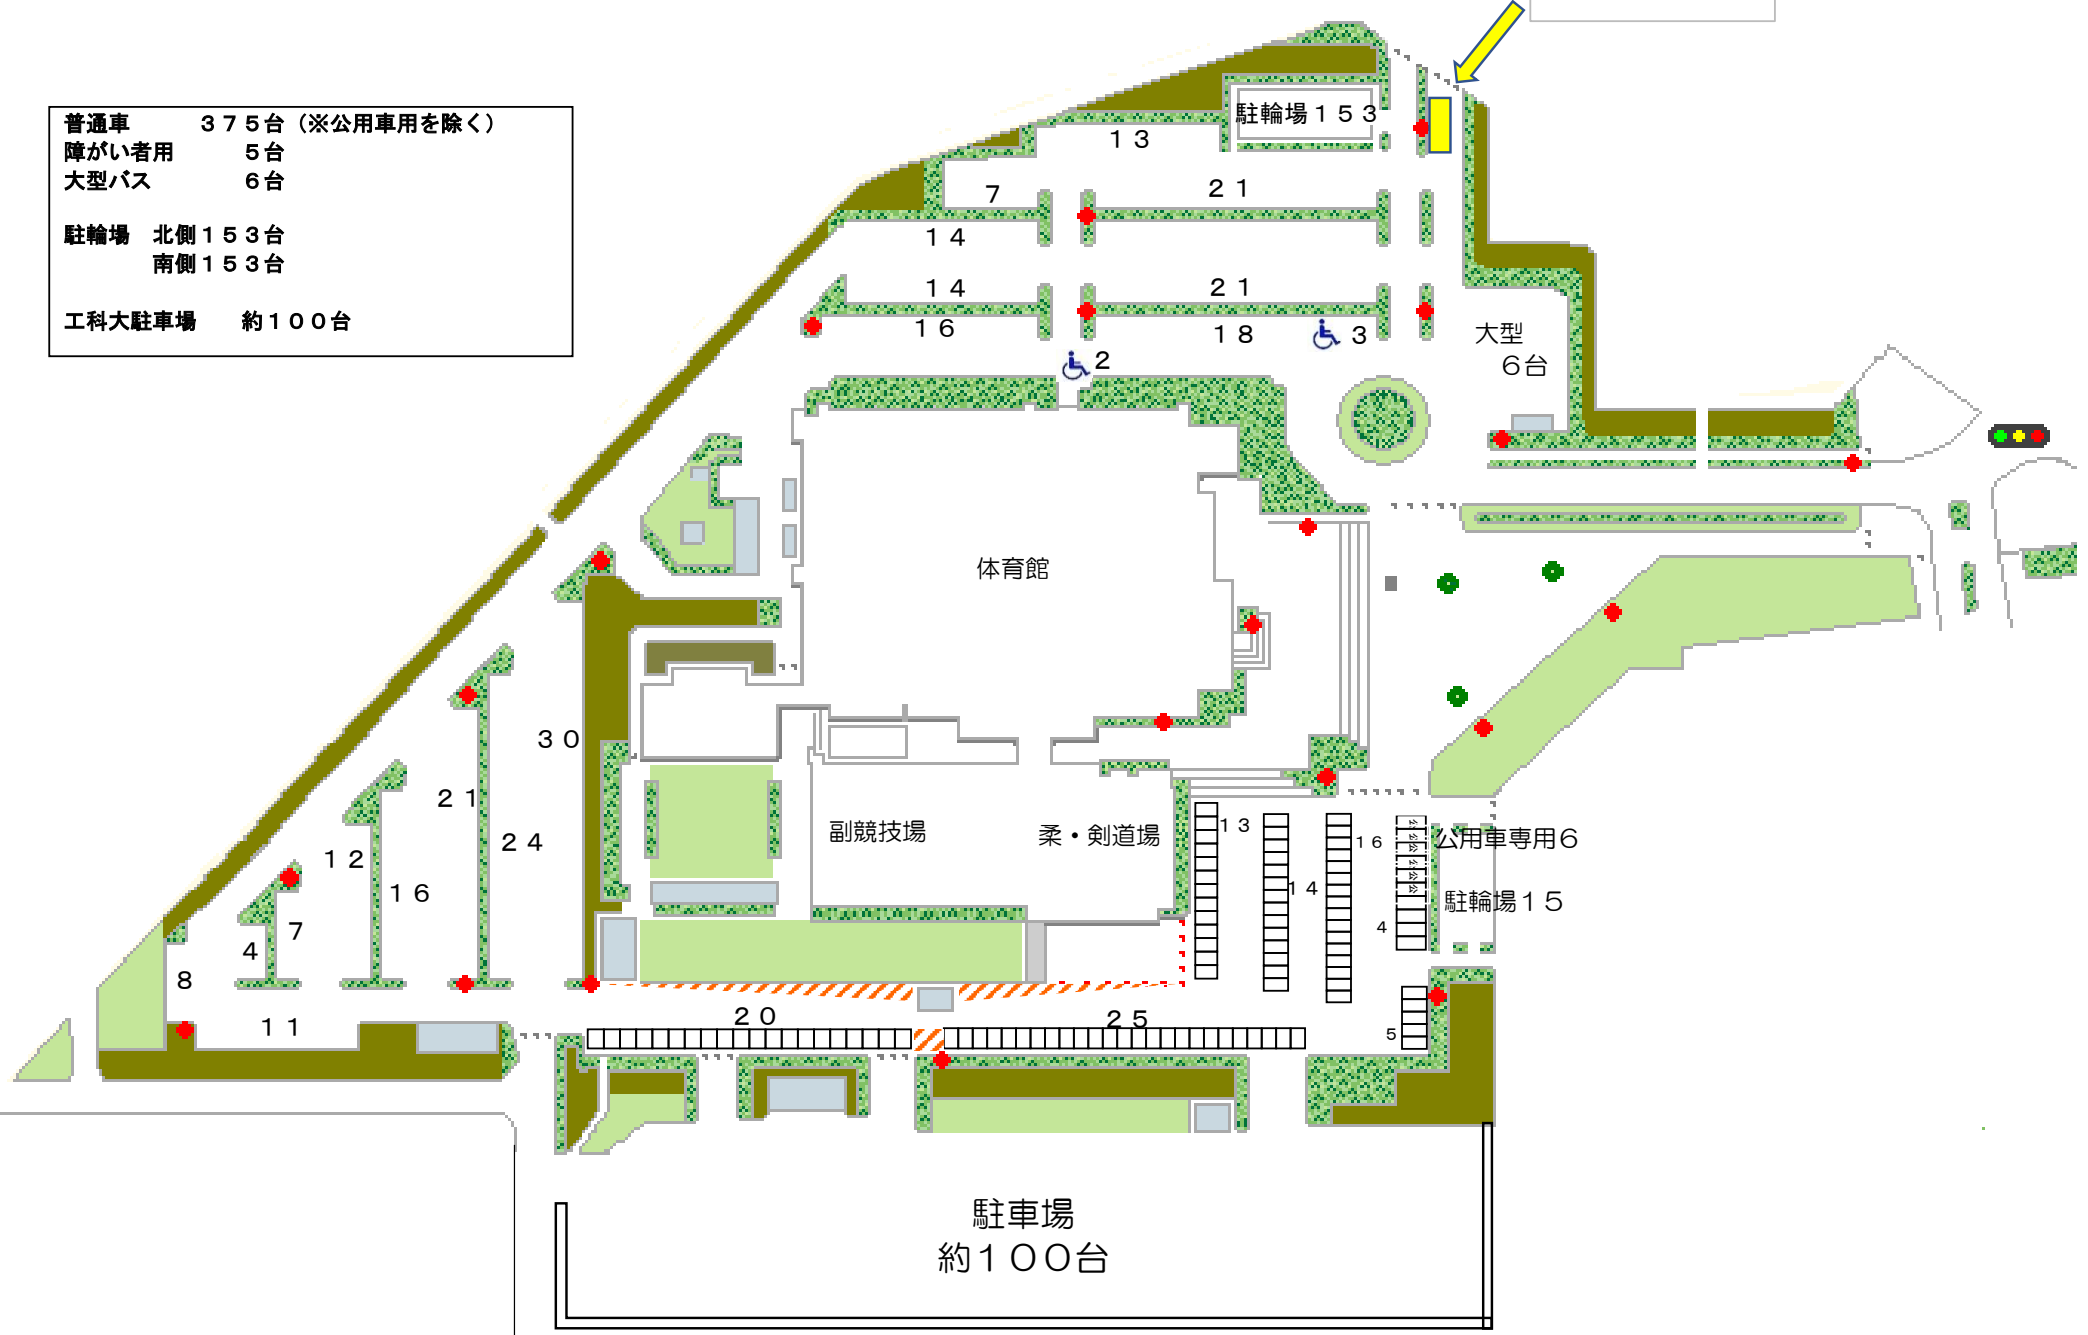 普通車　　　３７５台（※公用車用を除く）
障がい者用　　　５台
大型バス　　　　６台
駐輪場　北側１５３台
南側１５３台
工科大駐車場　　約１００台
駐輪場１５３
１３
７
２１
１４
１４
２１
１６
１８
３
２
大型
６台
体育館
３０
２１
２４
１２
１６
４
７
８
１１
副競技場
柔・剣道場
１３
１４
１６
公
公
公
公
公
公
公用車専用６
駐輪場１５
４
５
２０
２５
駐車場
約１００台